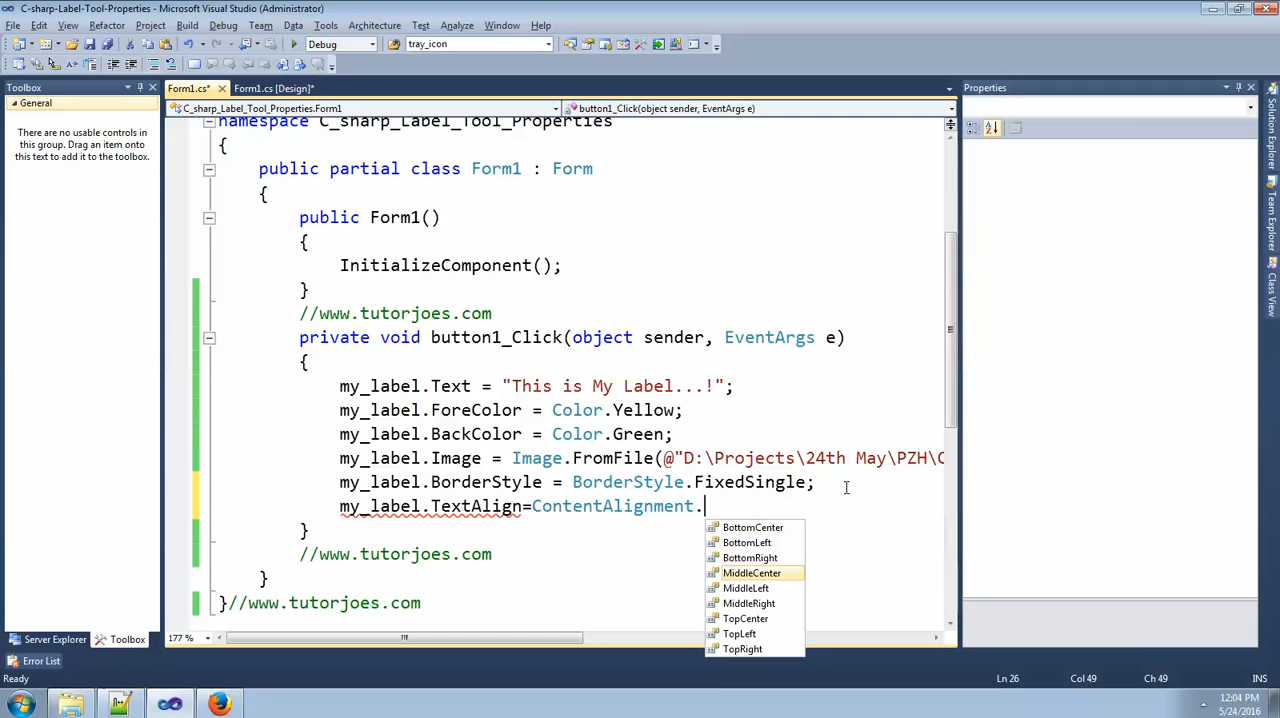 C-sharp-Label-Tool-Properties - Microsoft Visual Studio (Administrator)
File Edit View Refactor Project Build Debug Team Data Tools Architecture Test Analyze Window Help
Debug tray_icon
Toolbox
General
There are no usable controls in
this group. Drag an item onto
this text to add it to the toolbox.
Server Explorer Toolbox
Form1.cs* Form1.cs [Design]*
C_sharp_Label_Tool_Properties.Form1 button1_Click(object sender, EventArgs e)
namespace C_sharp_Label_Tool_Properties
{
public partial class Form1 : Form
{
public Form1()
{
InitializeComponent();
}
//www.tutorjoes.com
private void button1_Click(object sender, EventArgs e)
{
my_label.Text = "This is My Label...!";
my_label.ForeColor = Color.Yellow;
my_label.BackColor = Color.Green;
my_label.Image = Image.FromFile(@"D:\Projects\24th May\PZH\C
my_label.BorderStyle = BorderStyle.FixedSingle;
my_label.TextAlign=ContentAlignment.
}
//www.tutorjoes.com
}
}//www.tutorjoes.com
BottomCenter
BottomLeft
BottomRight
MiddleCenter
MiddleLeft
MiddleRight
TopCenter
TopLeft
TopRight
177 %
Properties
Solution Explorer
Team Explorer
Class View
Error List
Ready Ln 26 Col 49 Ch 49 INS
12:04 PM
5/24/2016